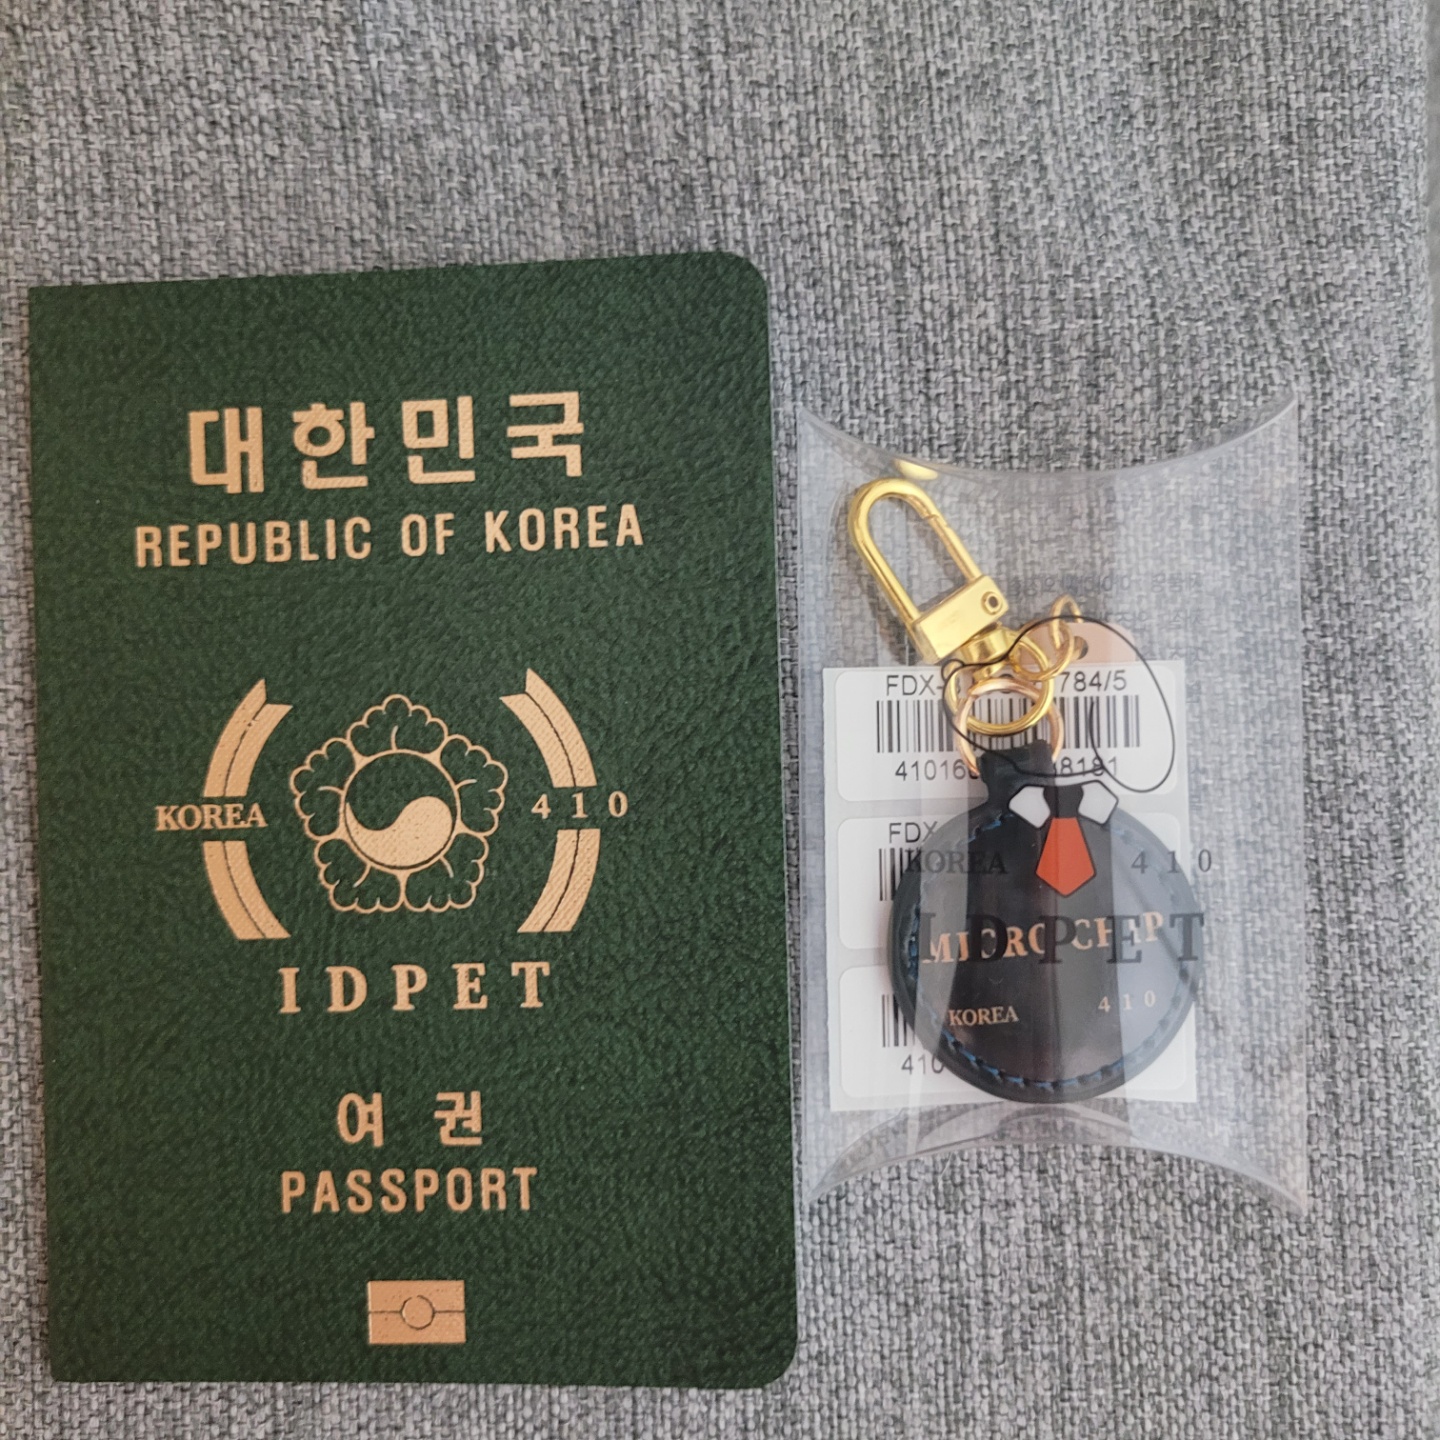 대한민국
REPUBLIC OF KOREA
KOREA 410
IDPET
여권
PASSPORT
FDX- 784/5
41016 8181
FDX
KOREA 410
IDPET
MICROCHIP
KOREA 410
410